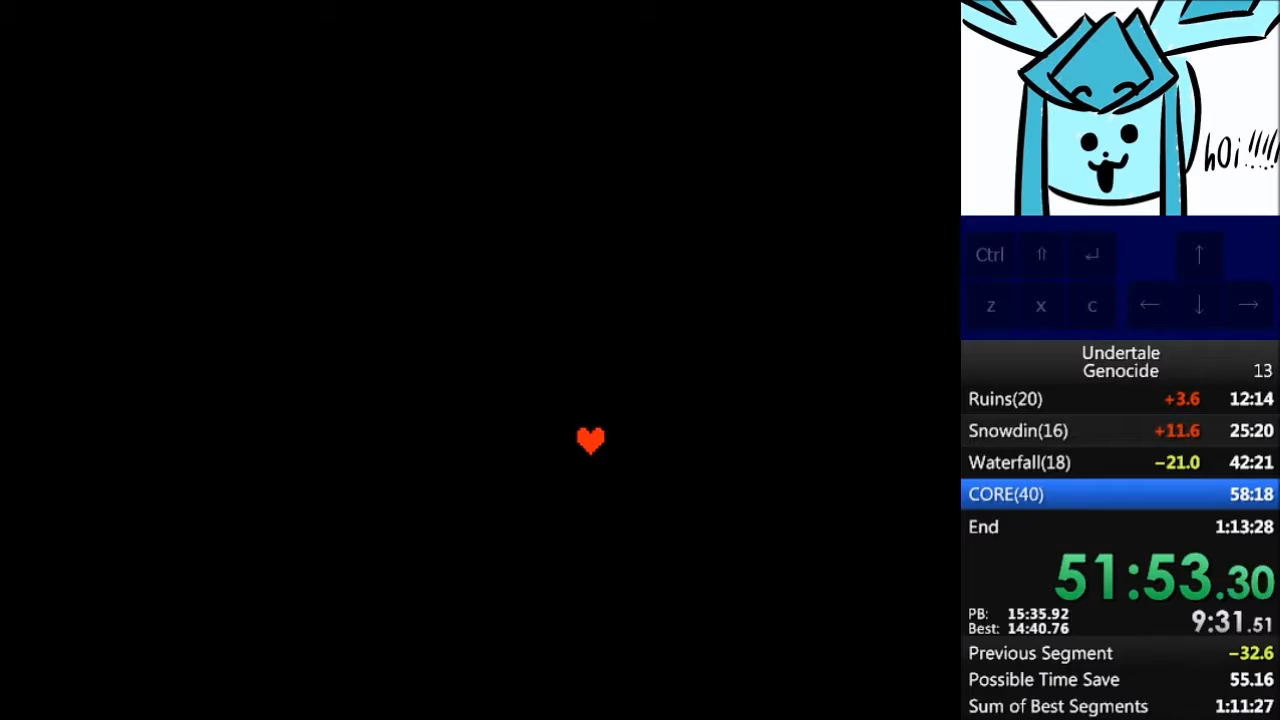 hOi!!!!!
Ctrl ⇧ ↵ ↑
z x c ← ↓ →
Undertale
Genocide 13
Ruins(20) +3.6 12:14
Snowdin(16) +11.6 25:20
Waterfall(18) −21.0 42:21
CORE(40) 58:18
End 1:13:28
51:53.30
PB: 15:35.92
Best: 14:40.76
9:31.51
Previous Segment −32.6
Possible Time Save 55.16
Sum of Best Segments 1:11:27